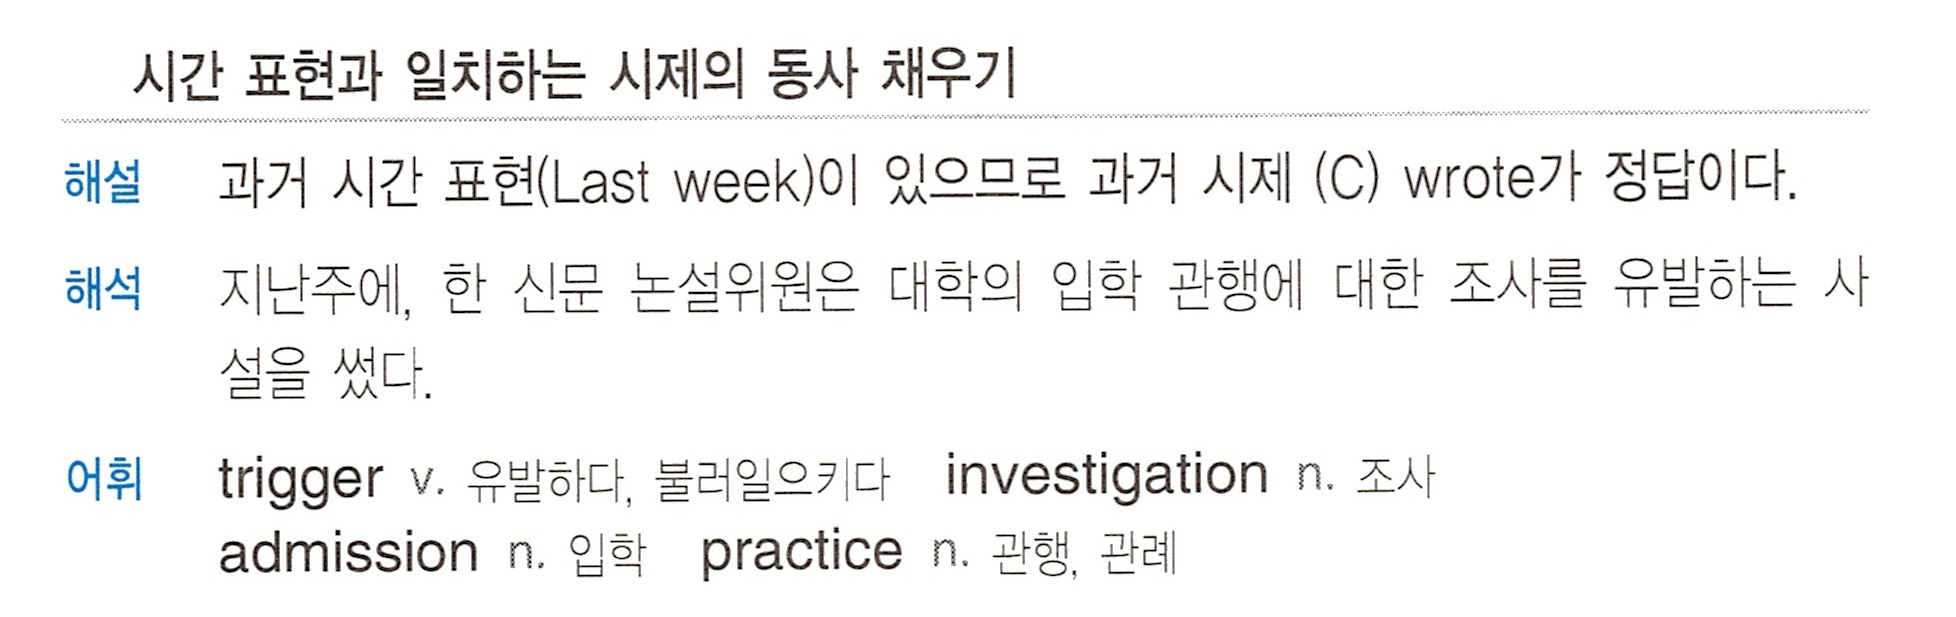 시간 표현과 일치하는 시제의 동사 채우기
해설 과거 시간 표현(Last week)이 있으므로 과거 시제 (C) wrote가 정답이다.
해석 지난주에, 한 신문 논설위원은 대학의 입학 관행에 대한 조사를 유발하는 사
설을 썼다.
어휘 trigger v. 유발하다, 불러일으키다 investigation n. 조사
admission n. 입학 practice n. 관행, 관례